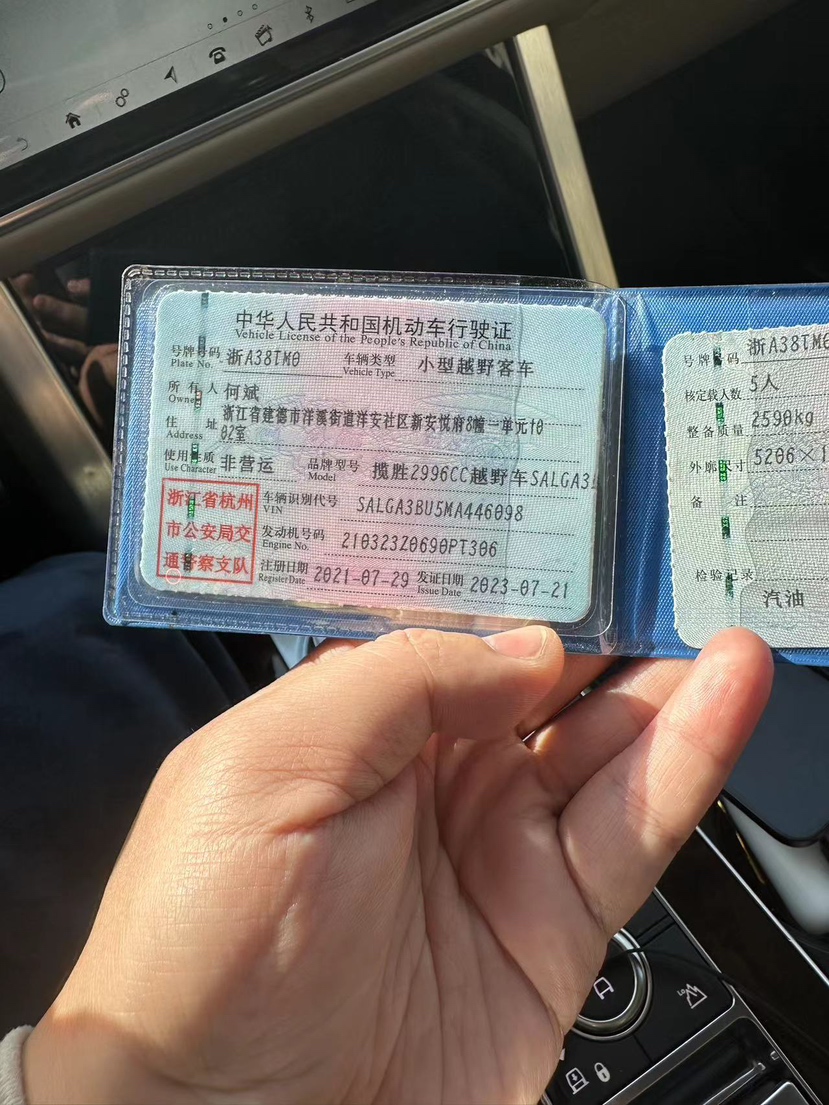 中华人民共和国机动车行驶证
Vehicle License of the People's Republic of China
号牌号码 浙A38TM0 车辆类型 小型越野客车
Plate No. Vehicle Type
所有人 何斌
Owner
住址 浙江省建德市洋溪街道洋安社区新安悦府8幢一单元10
Address 02室
使用性质 非营运 品牌型号 揽胜2996CC越野车SALGA3
Use Character Model
浙江省杭州
市公安局交
通警察支队
车辆识别代号 SALGA3BU5MA446098
VIN
发动机号码 210323Z0690PT306
Engine No.
注册日期 2021-07-29 发证日期 2023-07-21
Register Date Issue Date
号牌号码 浙A38TM0
核定载人数 5人
整备质量 2590kg
外廓尺寸 5206×1
备注
检验记录
汽油